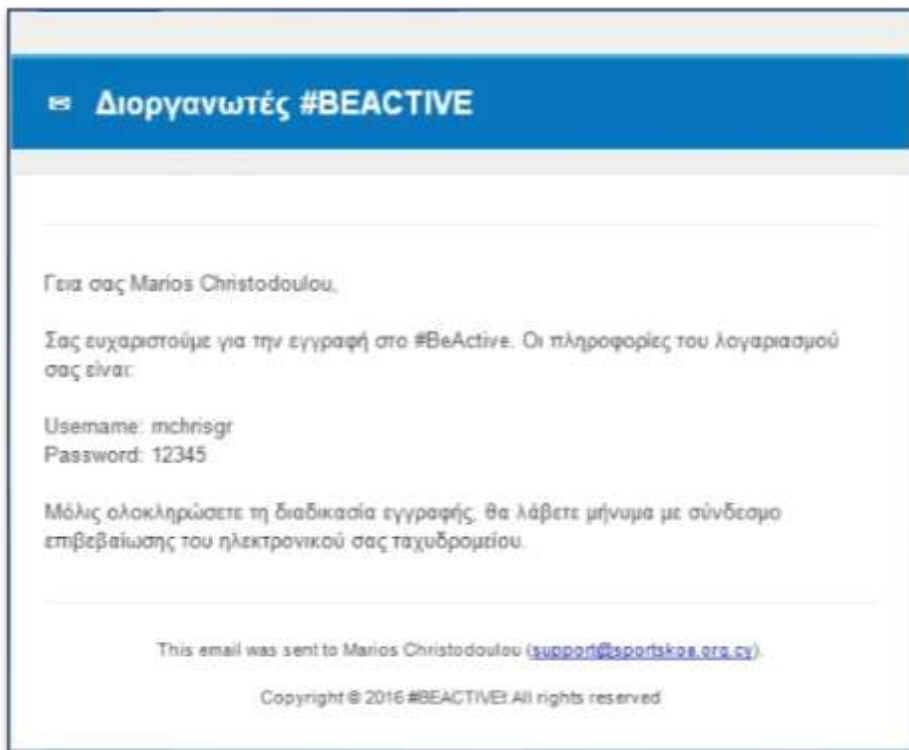 Διοργανωτές #BEACTIVE
Γεια σας Marios Christodoulou,
Σας ευχαριστούμε για την εγγραφή στο #BeActive. Οι πληροφορίες του λογαριασμού
σας είναι:
Username: mchrisgr
Password: 12345
Μόλις ολοκληρώσετε τη διαδικασία εγγραφής, θα λάβετε μήνυμα με σύνδεσμο
επιβεβαίωσης του ηλεκτρονικού σας ταχυδρομείου.
This email was sent to Marios Christodoulou (support@sportskoa.org.cy).
Copyright © 2016 #BEACTIVE! All rights reserved